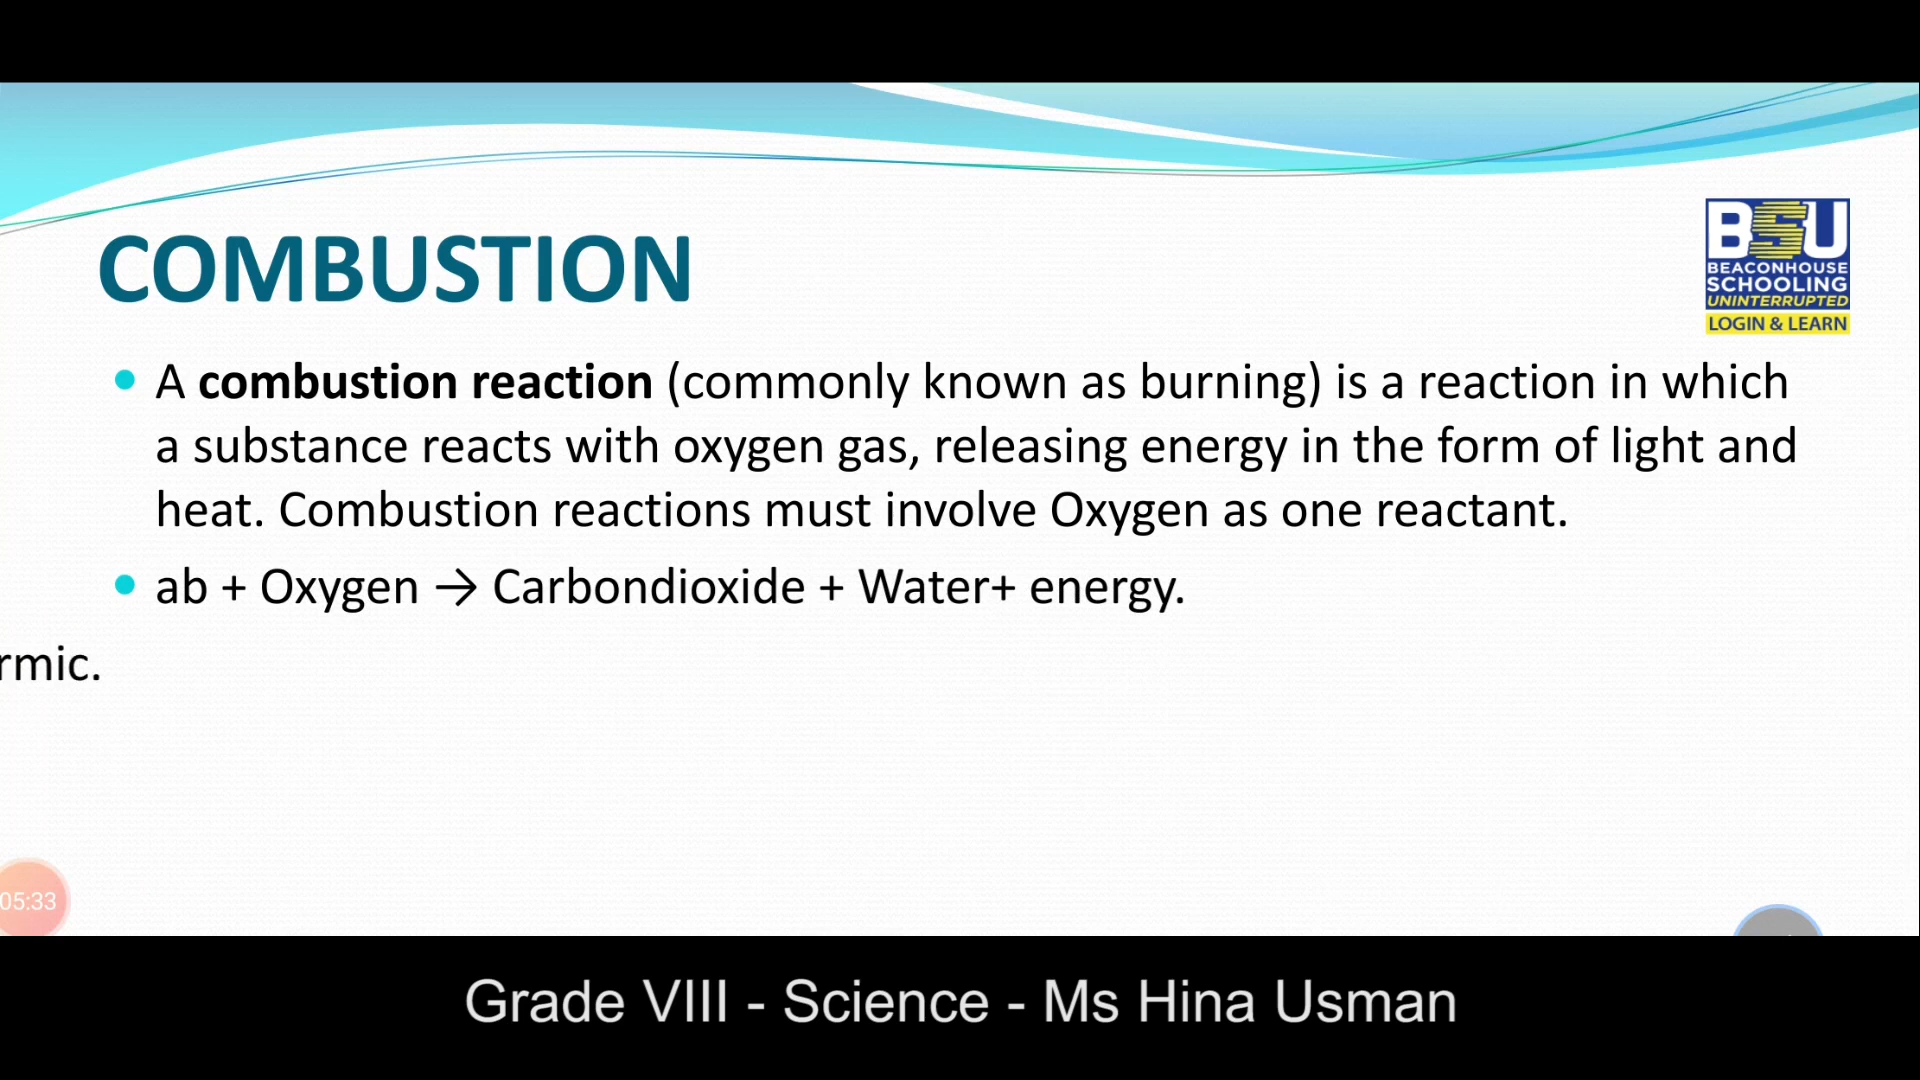 COMBUSTION
BSU
BEACONHOUSE
SCHOOLING
UNINTERRUPTED
LOGIN & LEARN
A combustion reaction (commonly known as burning) is a reaction in which
a substance reacts with oxygen gas, releasing energy in the form of light and
heat. Combustion reactions must involve Oxygen as one reactant.
ab + Oxygen → Carbondioxide + Water+ energy.
rmic.
05:33
Grade VIII - Science - Ms Hina Usman